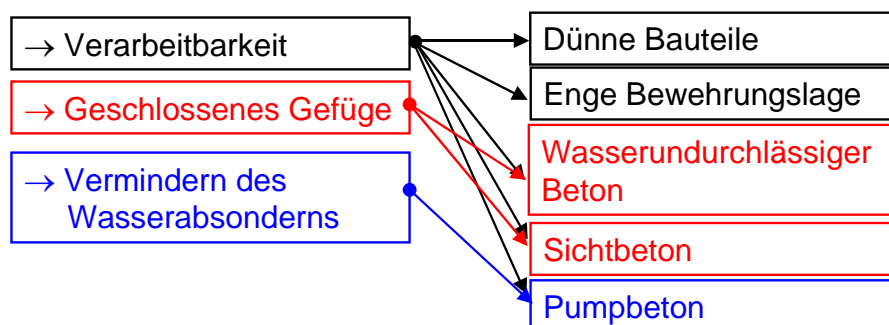 → Verarbeitbarkeit
→ Geschlossenes Gefüge
→ Vermindern des
Wasserabsonderns
Dünne Bauteile
Enge Bewehrungslage
Wasserundurchlässiger
Beton
Sichtbeton
Pumpbeton